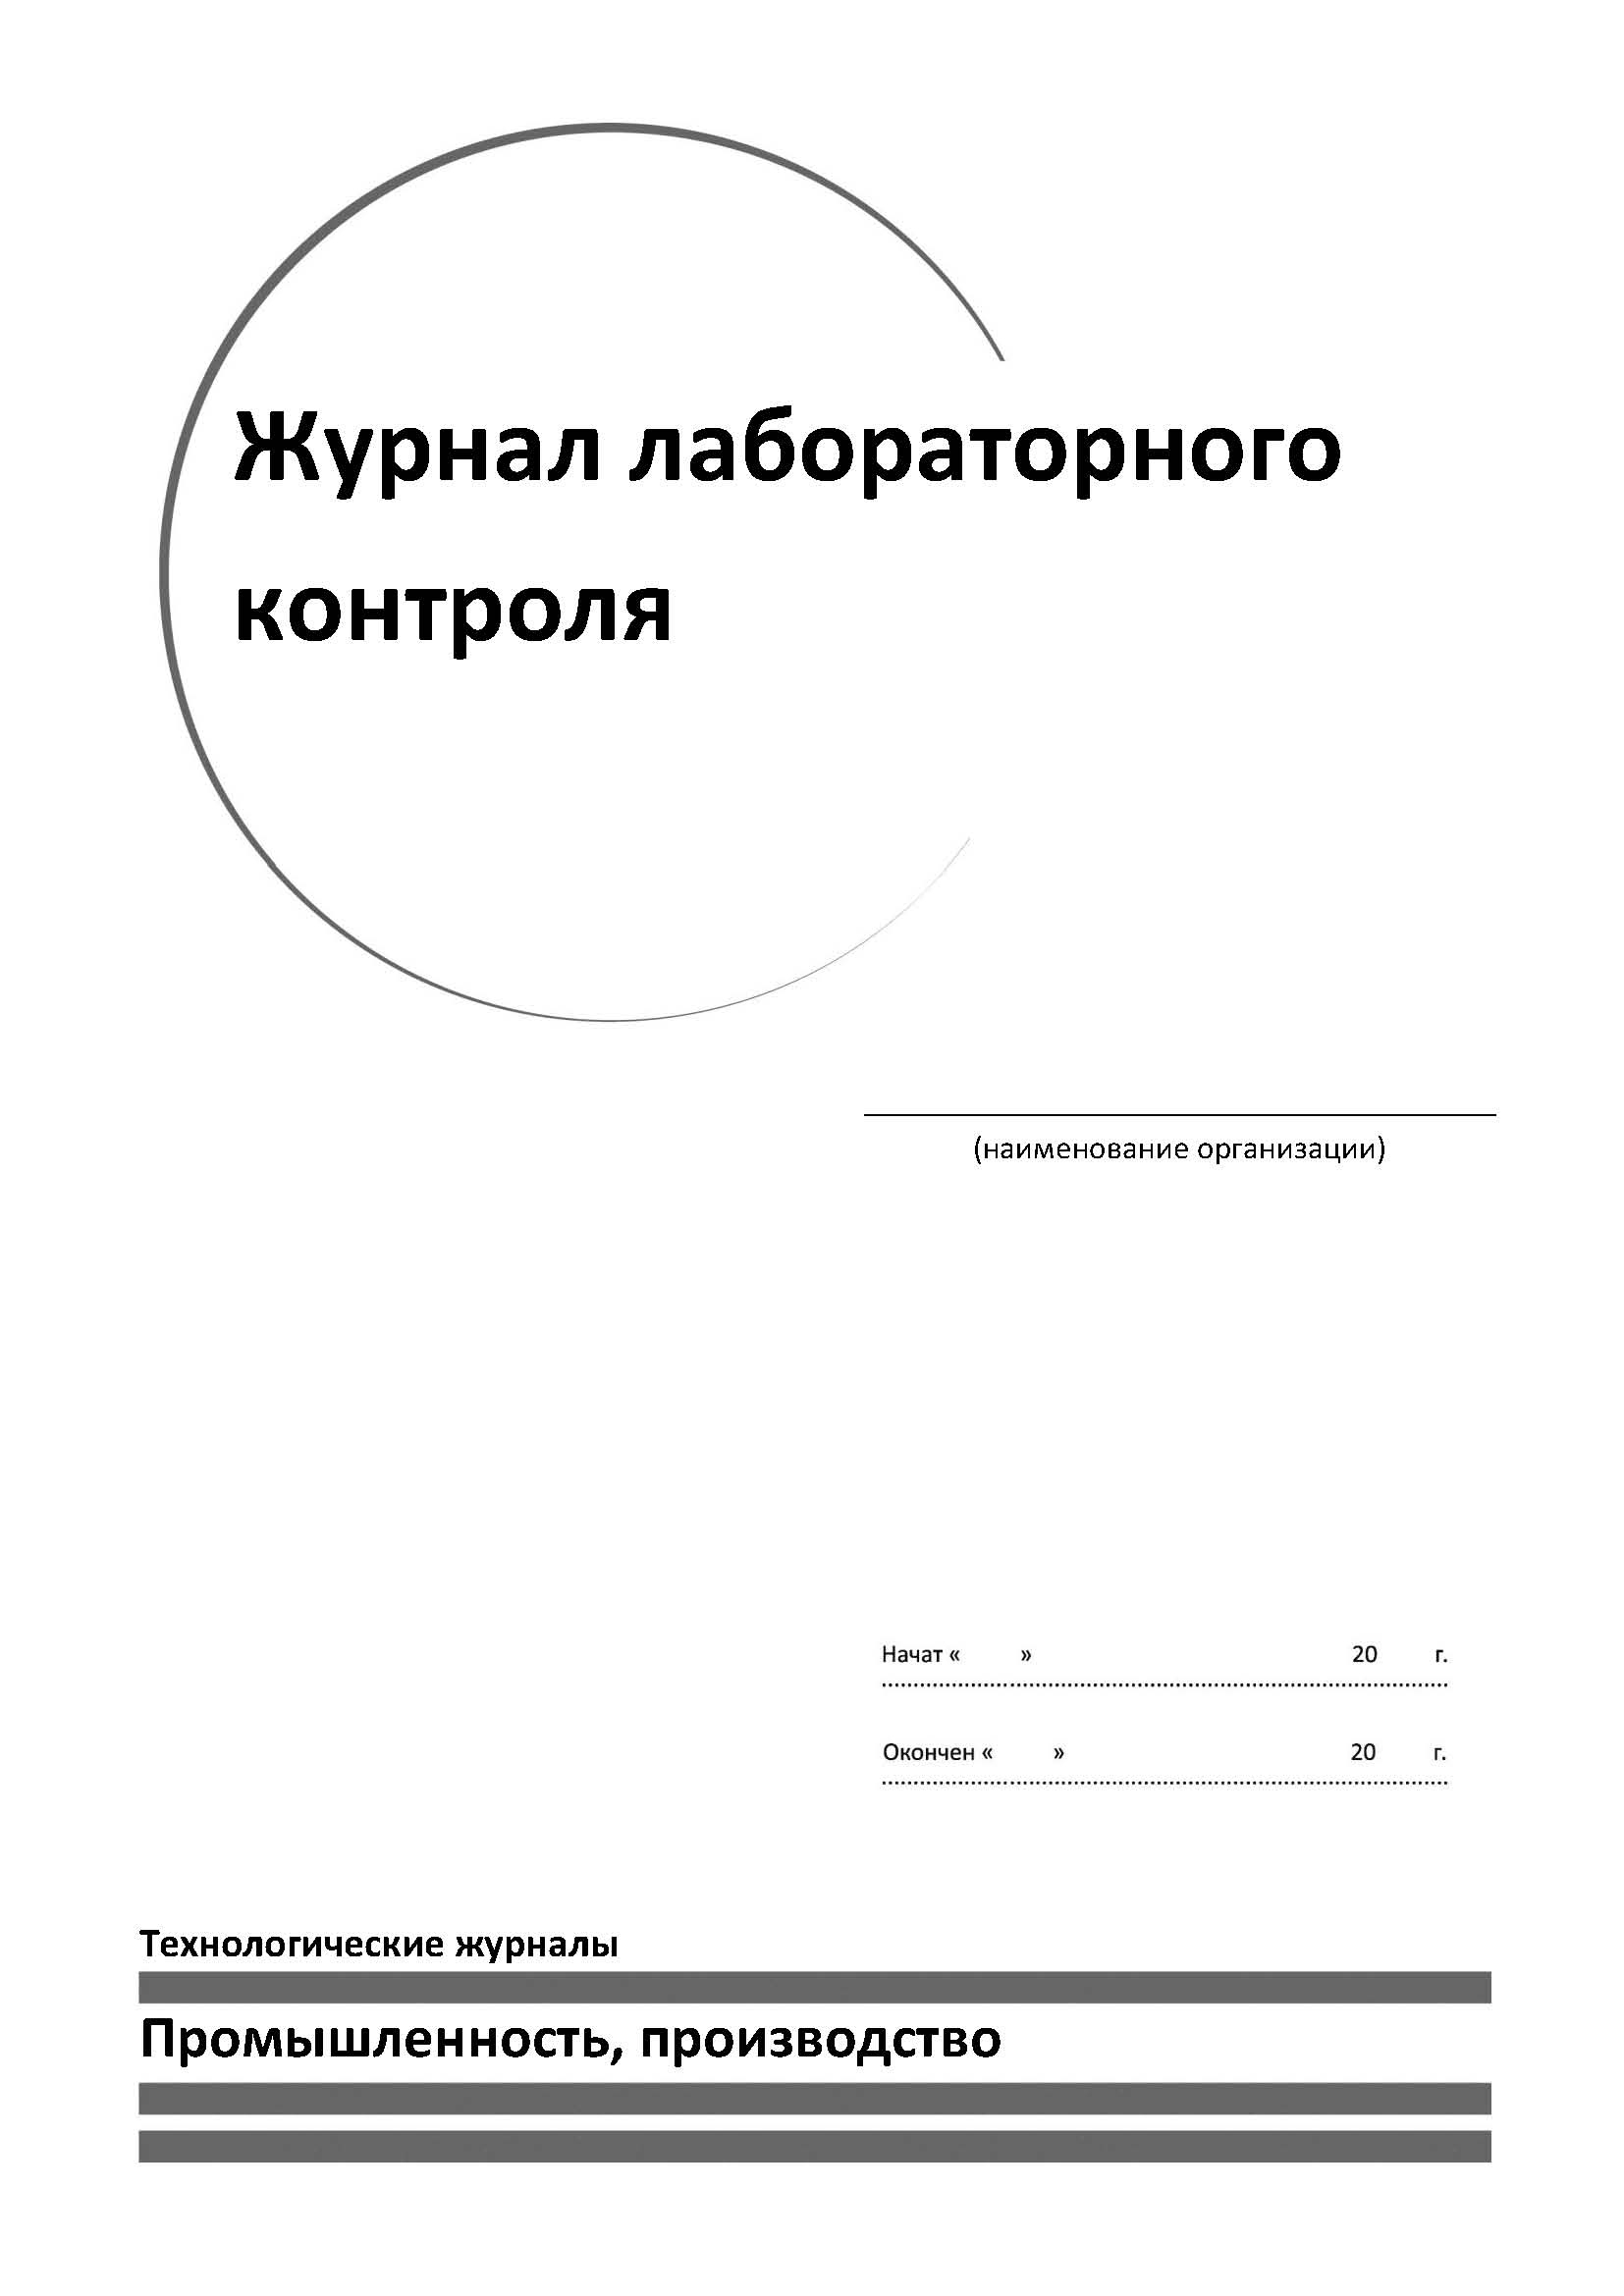 Журнал лабораторного
контроля
(наименование организации)
Начат « » 20 г.
Окончен « » 20 г.
Технологические журналы
Промышленность, производство